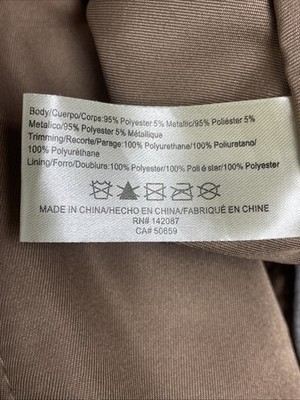 Body/Cuerpo/Corps:95% Polyester 5% Metallic/95% Poliéster 5%
Metalico/95% Polyester 5% Métallique
Trimming/Recorte/Parage:100% Polyurethane/100% Poliuretano/
100% Polyuréthane
Lining/Forro/Doublure:100% Polyester/100% Poli é ster/100% Polyester
MADE IN CHINA/HECHO EN CHINA/FABRIQUÉ EN CHINE
RN# 142087
CA# 50659